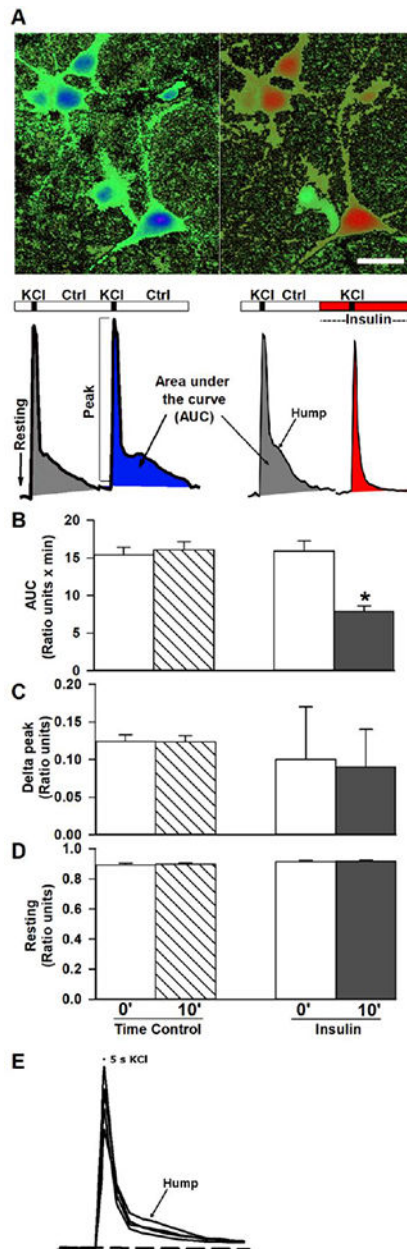 A
KCl Ctrl KCl Ctrl
KCl Ctrl KCl
Insulin
Resting
Peak
Area under
the curve
(AUC)
Hump
B
AUC
(Ratio units x min)
20
15
10
5
0
*
C
Delta peak
(Ratio units)
0.20
0.15
0.10
0.05
0.00
D
Resting
(Ratio units)
1.0
0.8
0.6
0.4
0.2
0.0
0' 10' 0' 10'
Time Control Insulin
E
5 s KCl
Hump